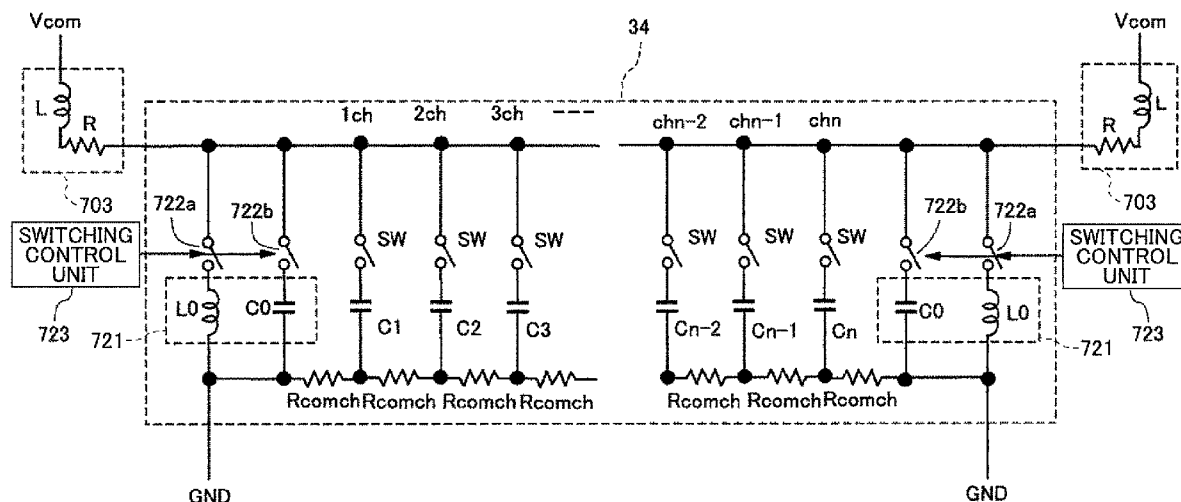 Vcom
34
Vcom
L
R
1ch 2ch 3ch
chn-2 chn-1 chn
R
L
703
722a
722b
SW SW SW
SW SW SW
722b
722a
703
SWITCHING
CONTROL
UNIT
SWITCHING
CONTROL
UNIT
723
721
L0
C0
C1 C2 C3
Cn-2 Cn-1 Cn
C0
L0
721
723
Rcomch Rcomch Rcomch Rcomch
Rcomch Rcomch Rcomch
GND
GND